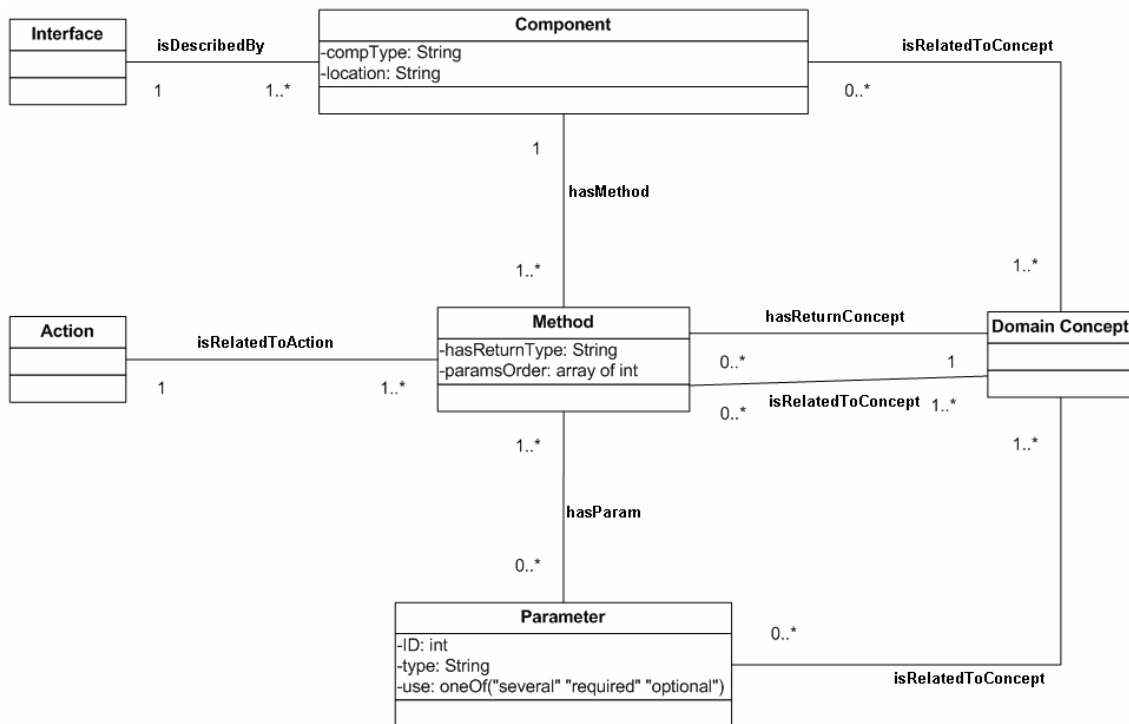 Interface
isDescribedBy
1
1..*
Component
-compType: String
-location: String
isRelatedToConcept
0..*
1
hasMethod
1..*
1..*
Action
isRelatedToAction
1
1..*
Method
-hasReturnType: String
-paramsOrder: array of int
hasReturnConcept
0..*
1
isRelatedToConcept
0..*
1..*
Domain Concept
1..*
1..*
hasParam
0..*
Parameter
-ID: int
-type: String
-use: oneOf("several" "required" "optional")
0..*
isRelatedToConcept